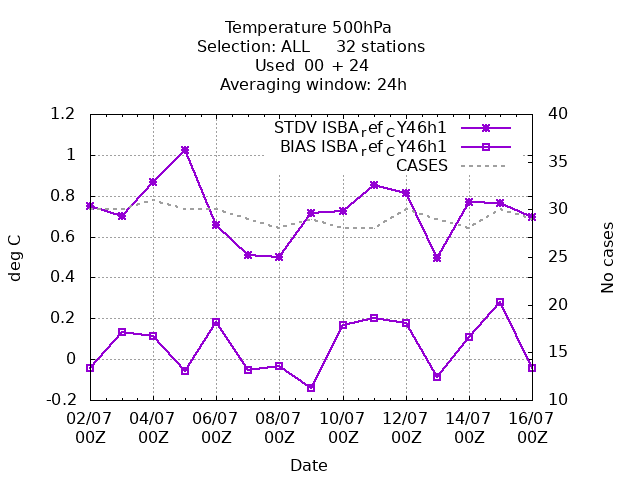 Temperature 500hPa
Selection: ALL 32 stations
Used 00 + 24
Averaging window: 24h
STDV ISBA_ref_CY46h1
BIAS ISBA_ref_CY46h1
CASES
1.2
1
0.8
0.6
0.4
0.2
0
-0.2
deg C
40
35
30
25
20
15
10
No cases
02/07 04/07 06/07 08/07 10/07 12/07 14/07 16/07
00Z 00Z 00Z 00Z 00Z 00Z 00Z 00Z
Date